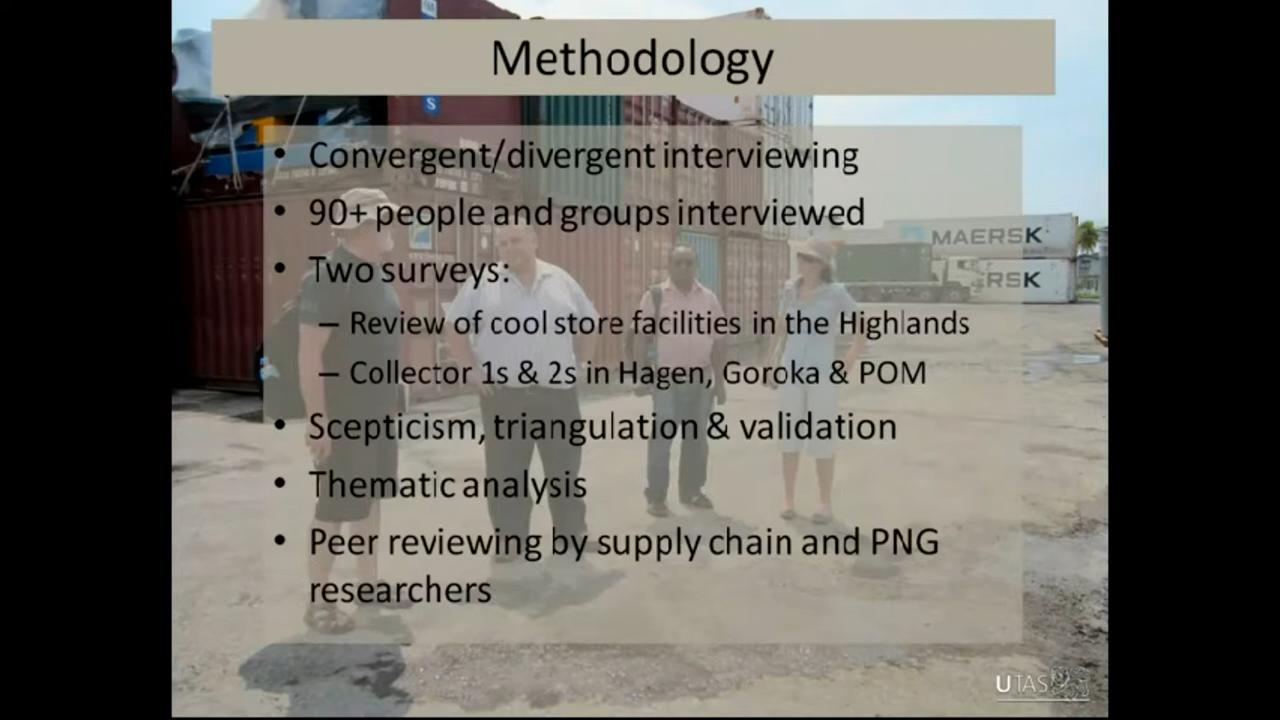 Methodology
• Convergent/divergent interviewing
• 90+ people and groups interviewed
• Two surveys:
– Review of cool store facilities in the Highlands
– Collector 1s & 2s in Hagen, Goroka & POM
• Scepticism, triangulation & validation
• Thematic analysis
• Peer reviewing by supply chain and PNG
researchers
MAERSK
RSK
S
UTAS